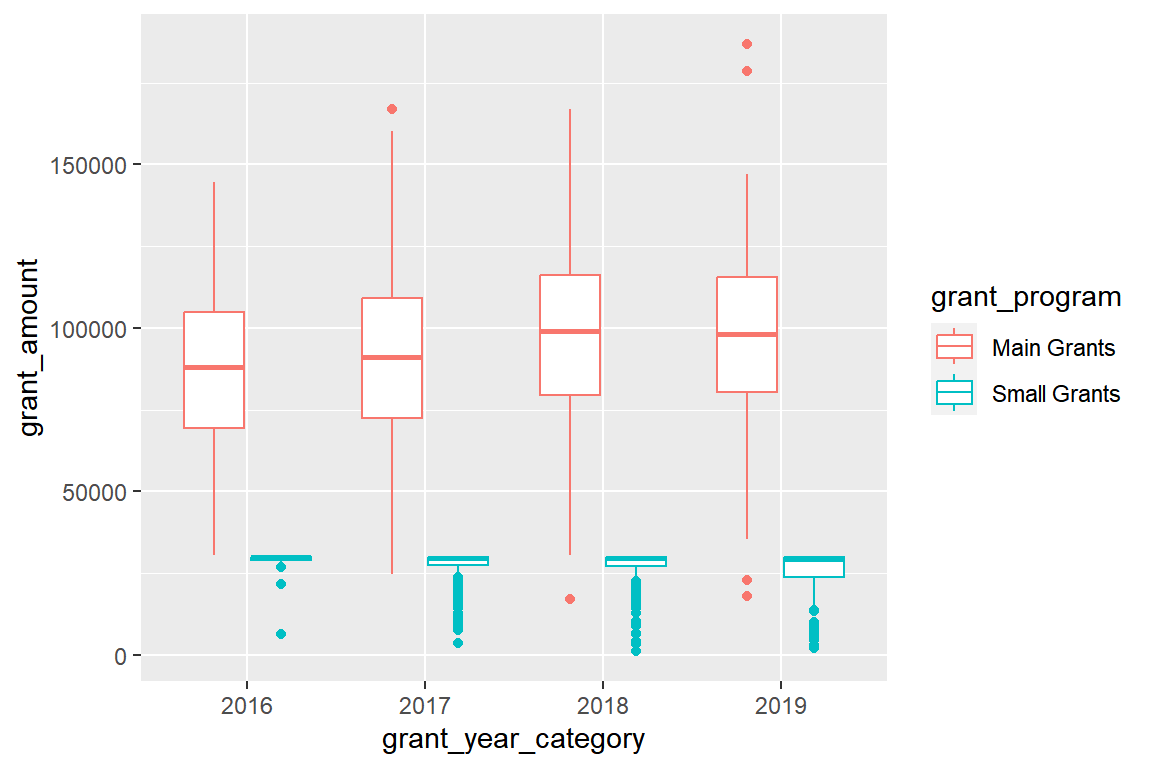 150000
100000
50000
0
grant_amount
2016 2017 2018 2019
grant_year_category
grant_program
Main Grants
Small Grants